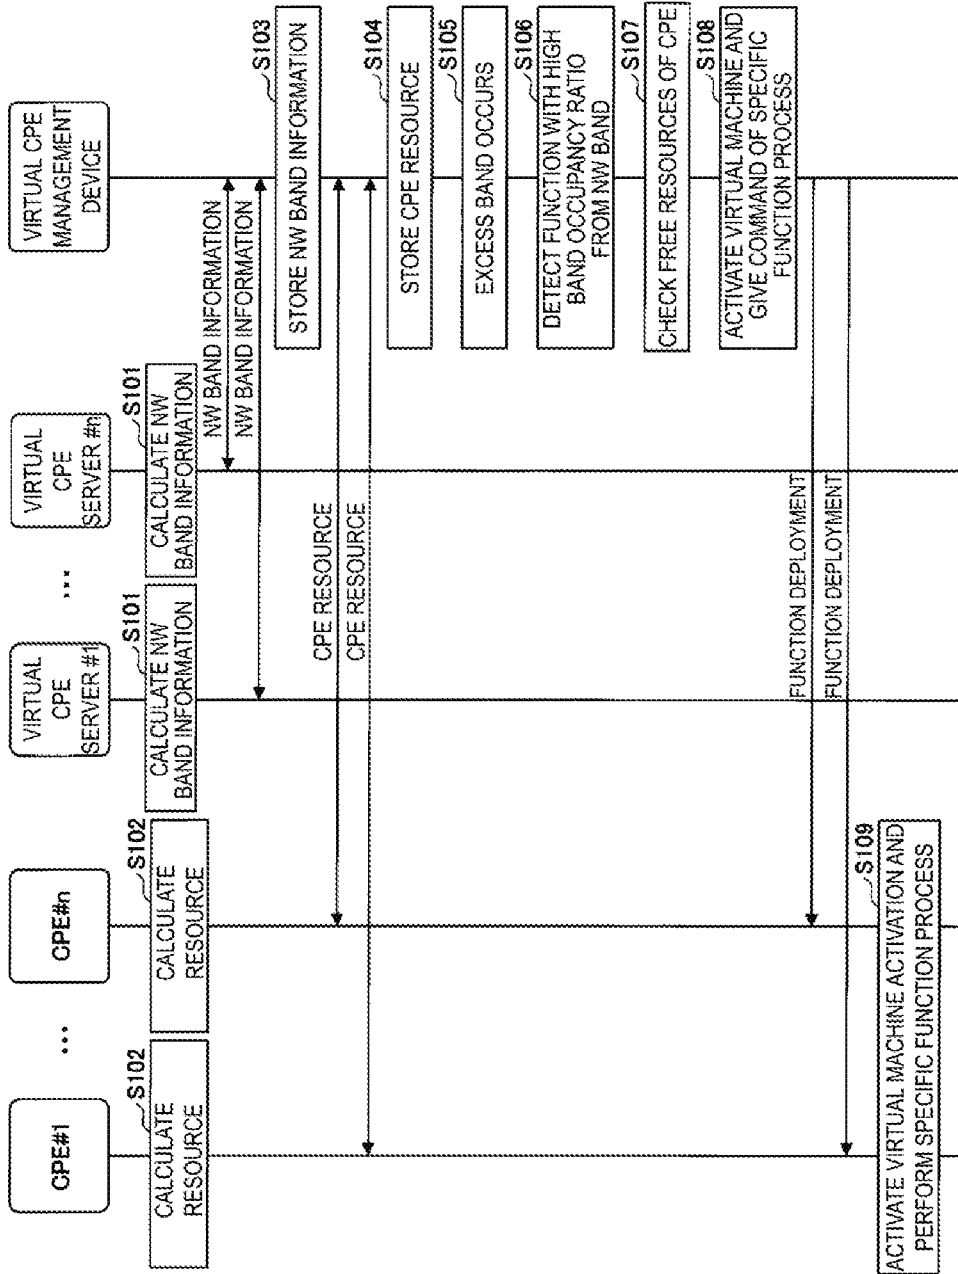 CPE#1
...
CPE#n
VIRTUAL
CPE
SERVER #1
...
VIRTUAL
CPE
SERVER #n
VIRTUAL CPE
MANAGEMENT
DEVICE
S102
CALCULATE
RESOURCE
S102
CALCULATE
RESOURCE
S101
CALCULATE NW
BAND INFORMATION
S101
CALCULATE NW
BAND INFORMATION
NW BAND INFORMATION
NW BAND INFORMATION
S103
STORE NW BAND INFORMATION
CPE RESOURCE
CPE RESOURCE
S104
STORE CPE RESOURCE
S105
EXCESS BAND OCCURS
S106
DETECT FUNCTION WITH HIGH
BAND OCCUPANCY RATIO
FROM NW BAND
S107
CHECK FREE RESOURCES OF CPE
S108
ACTIVATE VIRTUAL MACHINE AND
GIVE COMMAND OF SPECIFIC
FUNCTION PROCESS
FUNCTION DEPLOYMENT
FUNCTION DEPLOYMENT
S109
ACTIVATE VIRTUAL MACHINE ACTIVATION AND
PERFORM SPECIFIC FUNCTION PROCESS